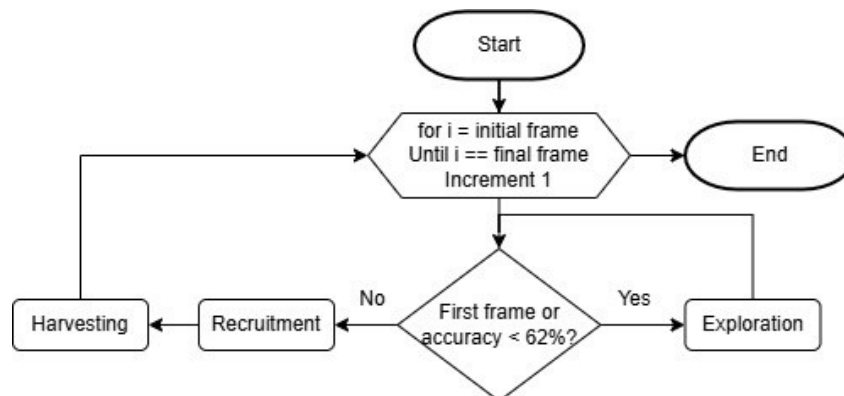 Start
for i = initial frame
Until i == final frame
Increment 1
End
No
Yes
Harvesting
Recruitment
First frame or
accuracy < 62%?
Exploration